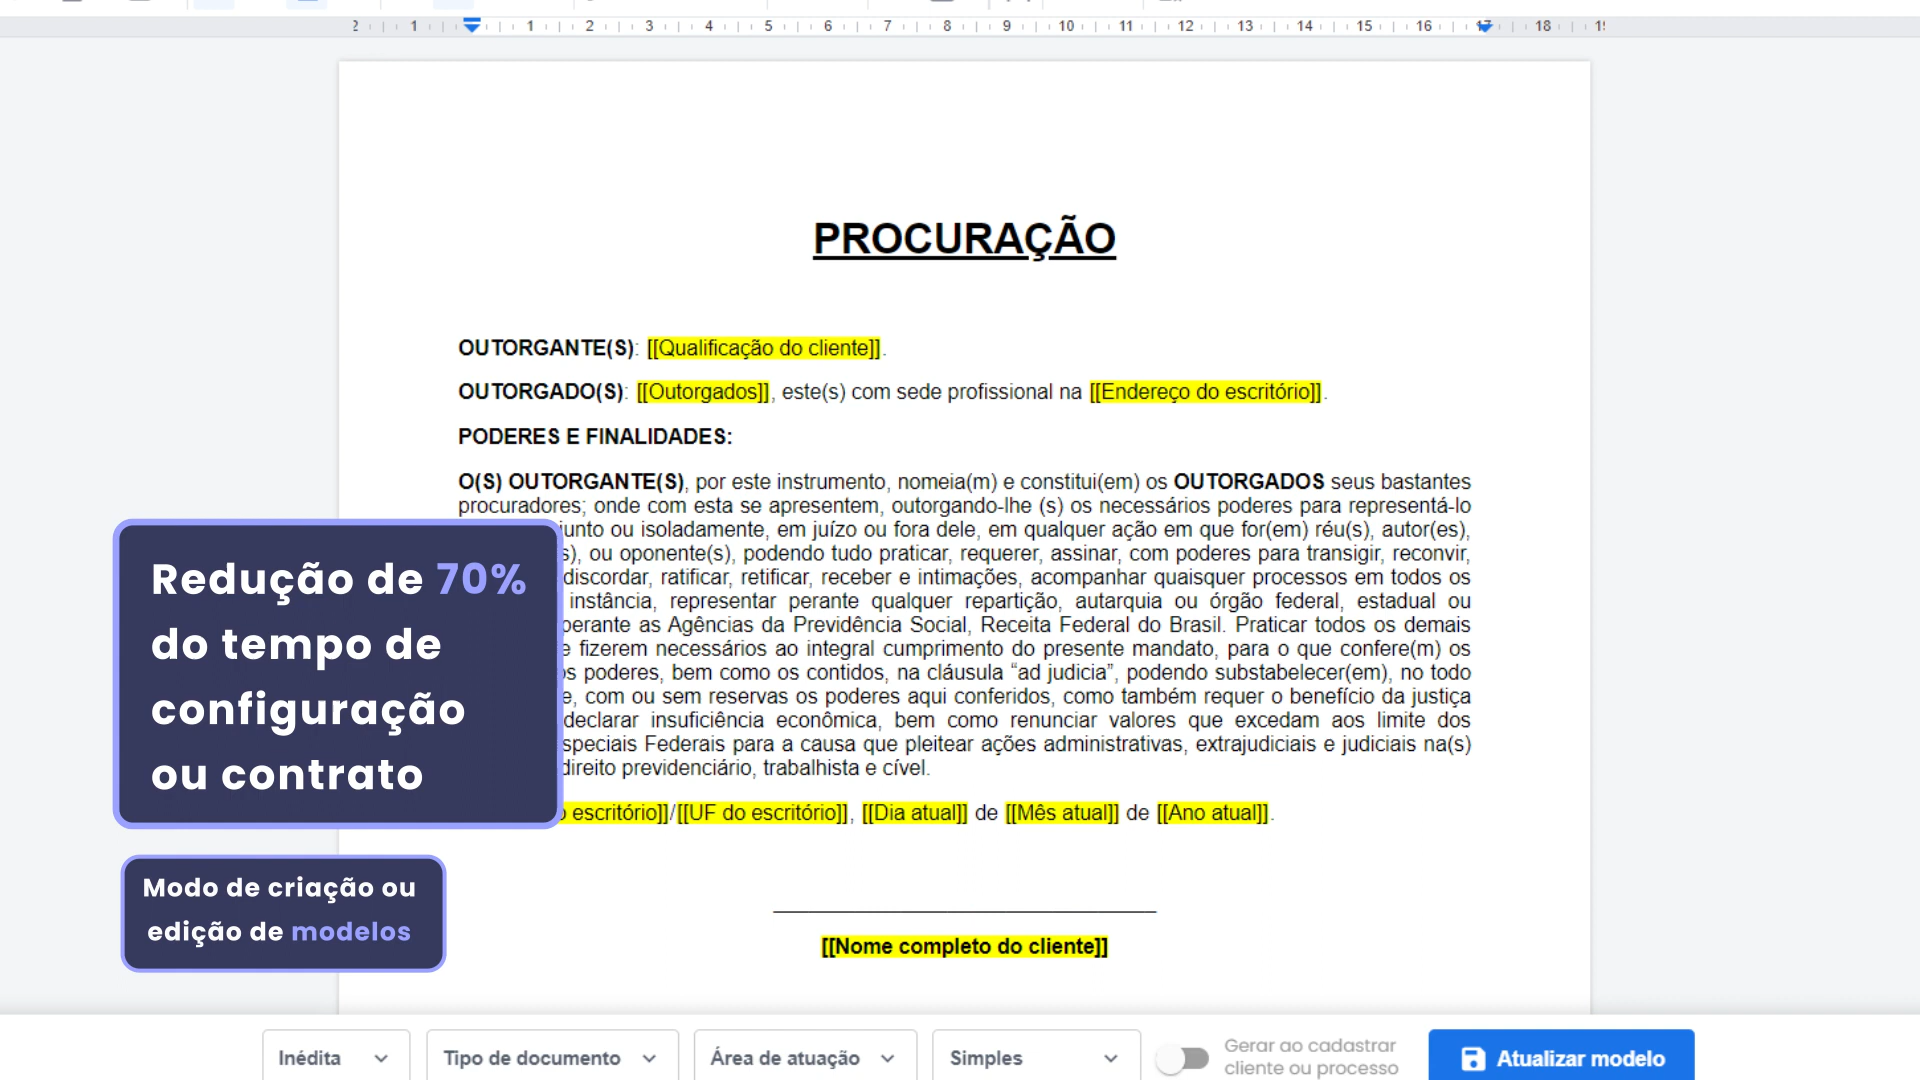 2 1 1 2 3 4 5 6 7 8 9 10 11 12 13 14 15 16 17 18
PROCURAÇÃO
OUTORGANTE(S): [[Qualificação do cliente]].
OUTORGADO(S): [[Outorgados]], este(s) com sede profissional na [[Endereço do escritório]].
PODERES E FINALIDADES:
O(S) OUTORGANTE(S), por este instrumento, nomeia(m) e constitui(em) os OUTORGADOS seus bastantes
procuradores; onde com esta se apresentem, outorgando-lhe (s) os necessários poderes para representá-lo
junto ou isoladamente, em juízo ou fora dele, em qualquer ação em que for(em) réu(s), autor(es),
s), ou oponente(s), podendo tudo praticar, requerer, assinar, com poderes para transigir, reconvir,
discordar, ratificar, retificar, receber e intimações, acompanhar quaisquer processos em todos os
instância, representar perante qualquer repartição, autarquia ou órgão federal, estadual ou
perante as Agências da Previdência Social, Receita Federal do Brasil. Praticar todos os demais
e fizerem necessários ao integral cumprimento do presente mandato, para o que confere(m) os
os poderes, bem como os contidos, na cláusula “ad judicia”, podendo substabelecer(em), no todo
e, com ou sem reservas os poderes aqui conferidos, como também requer o benefício da justiça
declarar insuficiência econômica, bem como renunciar valores que excedam aos limite dos
speciais Federais para a causa que pleitear ações administrativas, extrajudiciais e judiciais na(s)
direito previdenciário, trabalhista e cível.
o escritório]]/[[UF do escritório]], [[Dia atual]] de [[Mês atual]] de [[Ano atual]].
[[Nome completo do cliente]]
Redução de 70%
do tempo de
configuração
ou contrato
Modo de criação ou
edição de modelos
Inédita
Tipo de documento
Área de atuação
Simples
Gerar ao cadastrar
cliente ou processo
Atualizar modelo